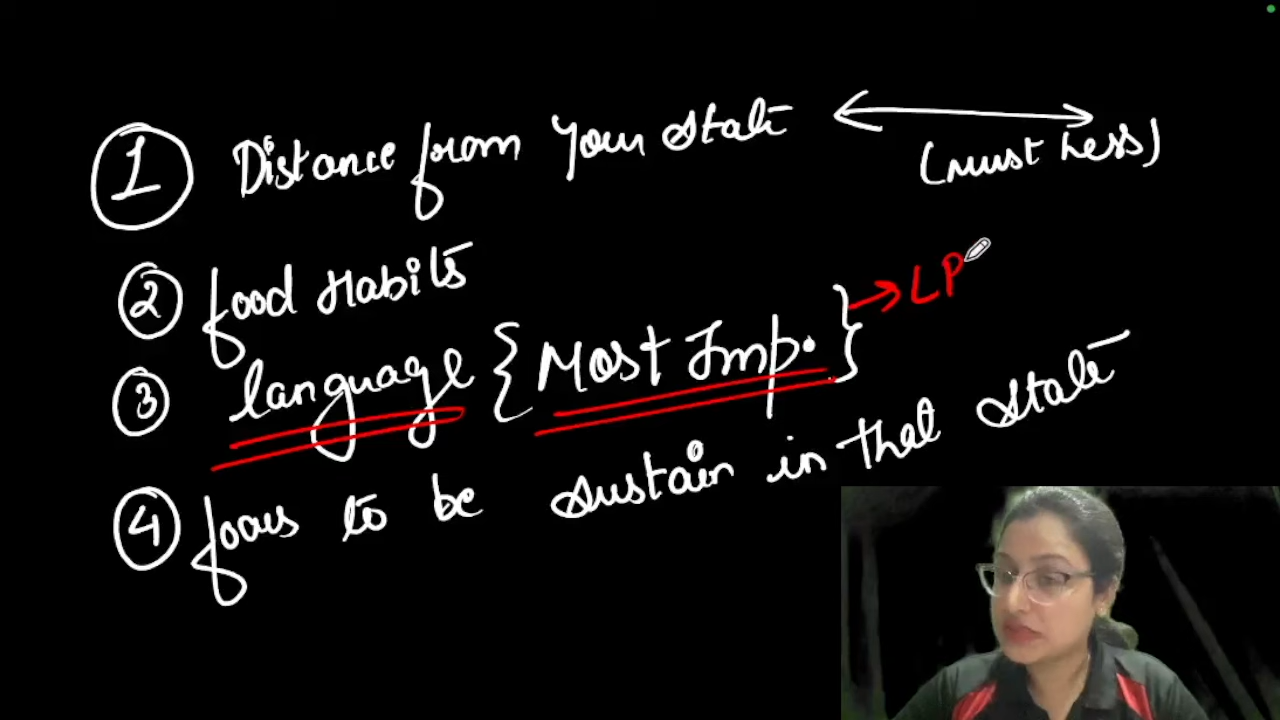 1 Distance from your state
(must Less)
2 food Habits
3 language { Most Imp. } → LP
4 focus to be sustain in that state